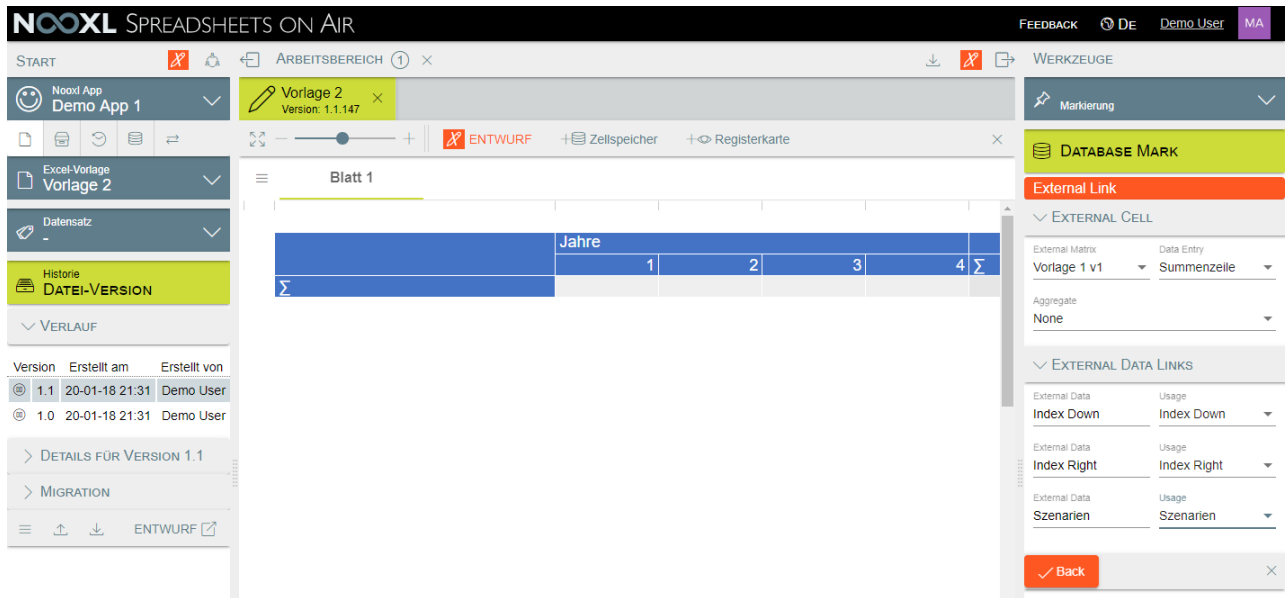 NOOXL SPREADSHEETS ON AIR
FEEDBACK DE Demo User MA
START
ARBEITSBEREICH 1
WERKZEUGE
Nooxl App
Demo App 1
Vorlage 2
Version: 1.1.147
Markierung
ENTWURF Zellspeicher Registerkarte
DATABASE MARK
Excel-Vorlage
Vorlage 2
Blatt 1
External Link
EXTERNAL CELL
Datensatz
-
Jahre
1 2 3 4 Σ
Σ
External Matrix Data Entry
Vorlage 1 v1 Summenzeile
Historie
DATEI-VERSION
Aggregate
None
VERLAUF
Version Erstellt am Erstellt von
1.1 20-01-18 21:31 Demo User
1.0 20-01-18 21:31 Demo User
EXTERNAL DATA LINKS
External Data Usage
Index Down Index Down
External Data Usage
Index Right Index Right
External Data Usage
Szenarien Szenarien
DETAILS FÜR VERSION 1.1
MIGRATION
ENTWURF
Back